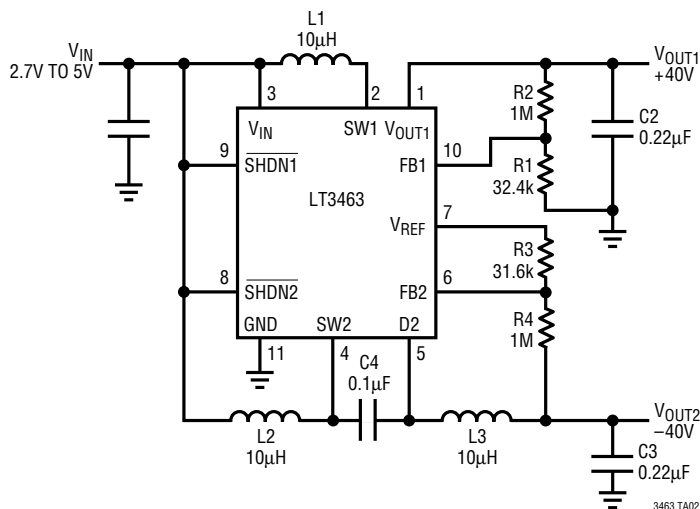 L1
10µH
VIN
2.7V TO 5V
VOUT1
+40V
3
2
1
R2
1M
C2
0.22µF
VIN
SW1
VOUT1
9
SHDN1
10
FB1
R1
32.4k
LT3463
7
VREF
R3
31.6k
8
SHDN2
6
FB2
R4
1M
GND
SW2
D2
11
4
5
C4
0.1µF
L2
10µH
L3
10µH
VOUT2
–40V
C3
0.22µF
3463 TA02